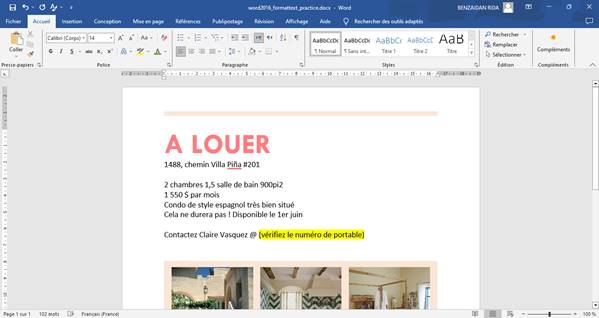 word2016_formattext_practice.docx - Word
BENZAIDAN RIDA
Fichier Accueil Insertion Conception Mise en page Références Publipostage Révision Affichage Aide Rechercher des outils adaptés
Coller
Calibri (Corps) 14
Presse-papiers
Police
Paragraphe
AaBbCcDc AaBbCcDc AaBbC AaBbCcC AaB
¶ Normal ¶ Sans int... Titre 1 Titre 2 Titre
Styles
Rechercher
Remplacer
Sélectionner
Édition
Compléments
Compléments
A LOUER
1488, chemin Villa Piña #201
2 chambres 1,5 salle de bain 900pi2
1 550 $ par mois
Condo de style espagnol très bien situé
Cela ne durera pas ! Disponible le 1er juin
Contactez Claire Vasquez @ (vérifiez le numéro de portable)
Page 1 sur 1 102 mots Français (France) 100 %